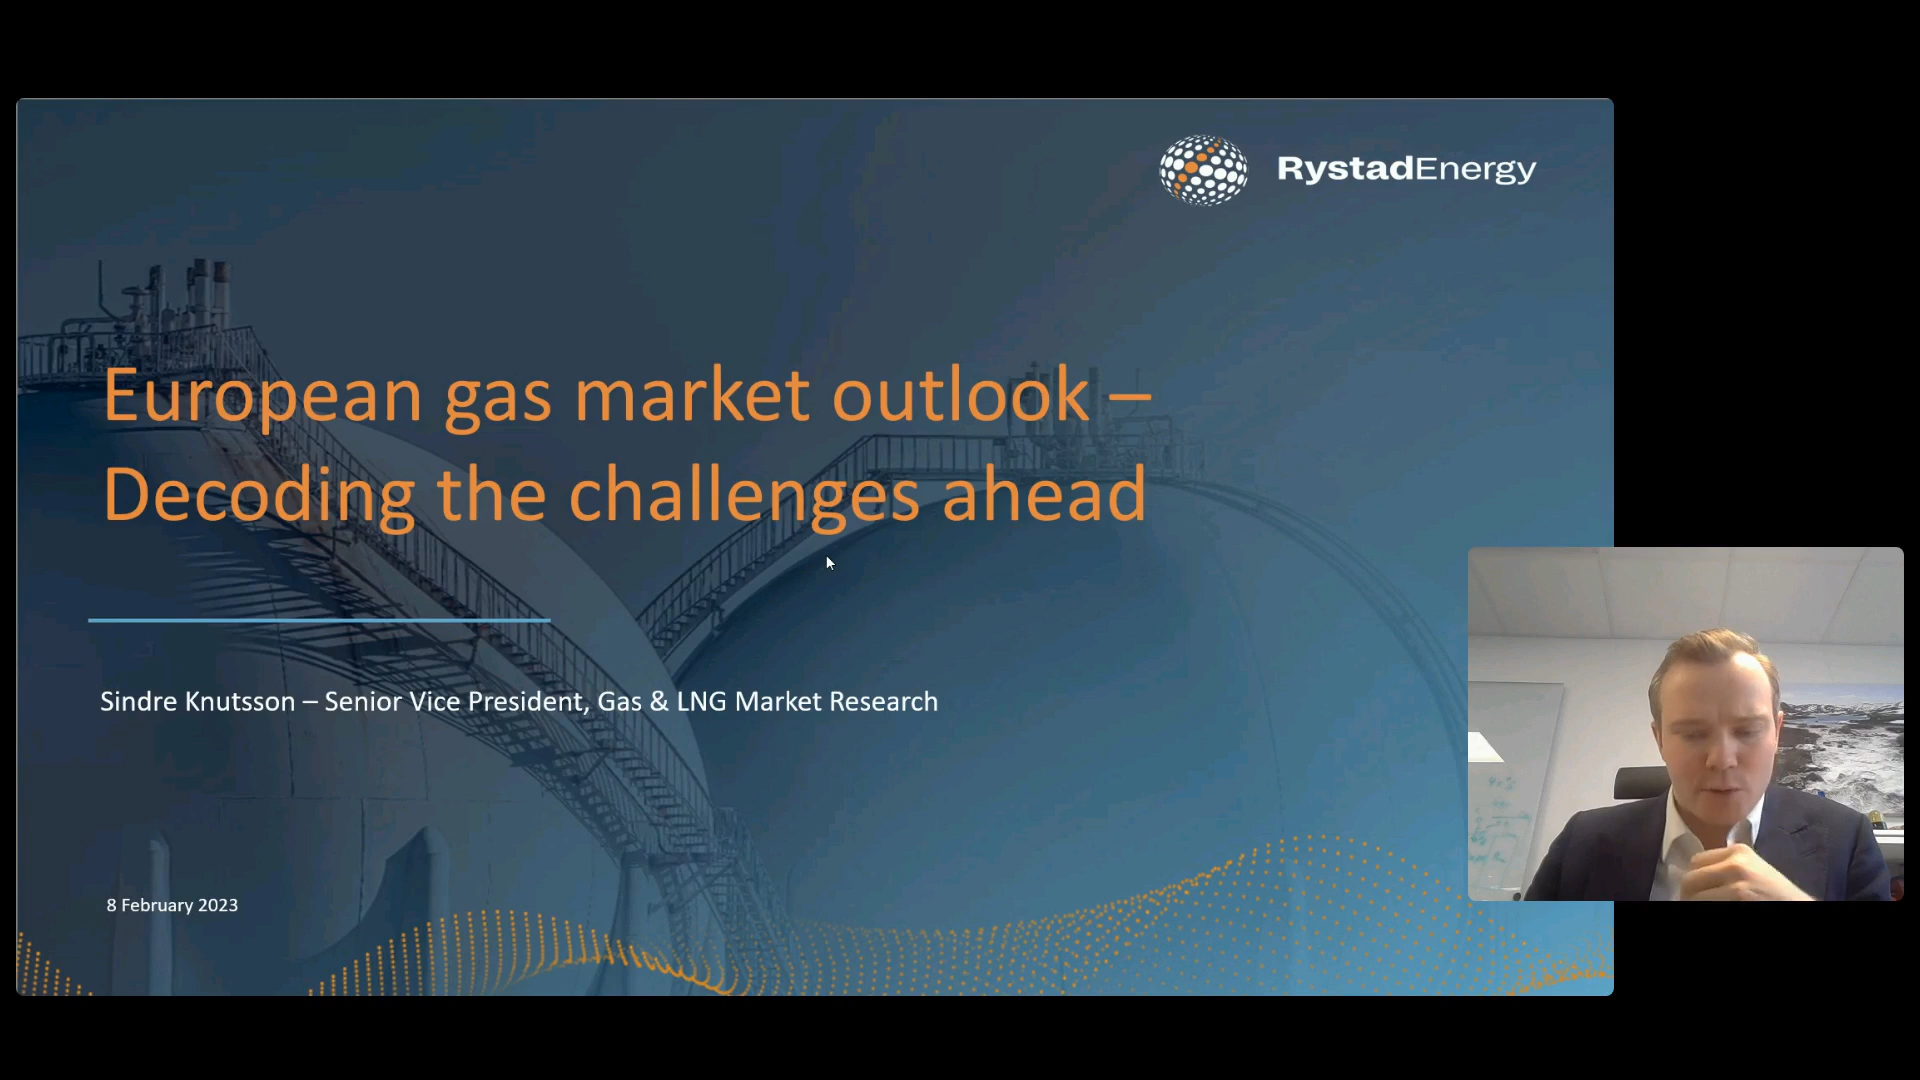 RystadEnergy
European gas market outlook –
Decoding the challenges ahead
Sindre Knutsson – Senior Vice President, Gas & LNG Market Research
8 February 2023